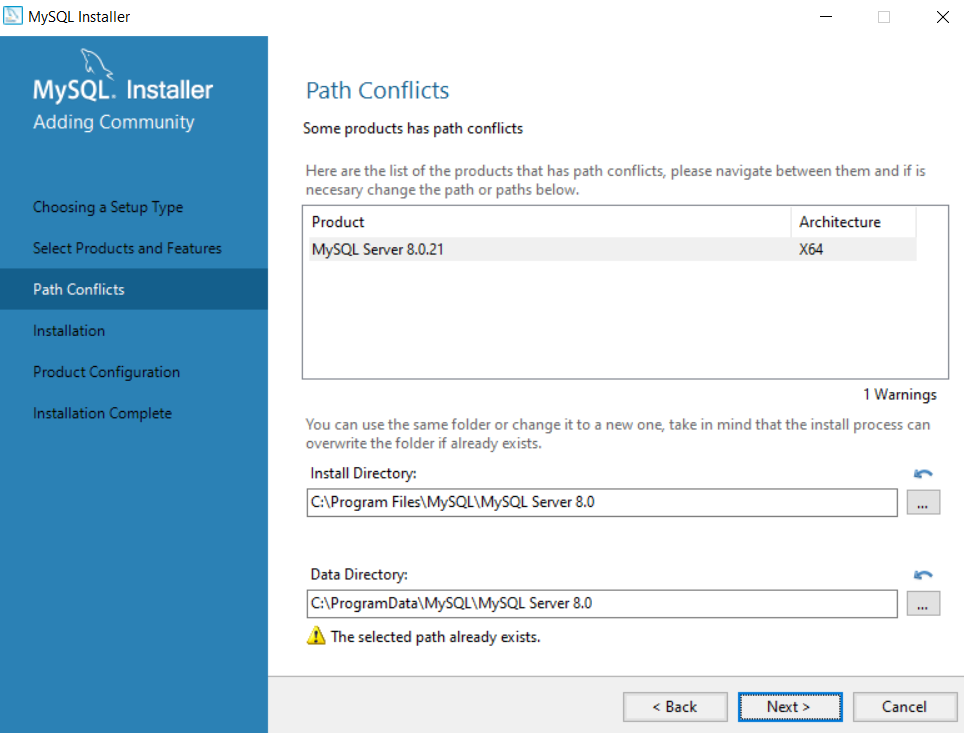 MySQL Installer
MySQL. Installer
Adding Community
Choosing a Setup Type
Select Products and Features
Path Conflicts
Installation
Product Configuration
Installation Complete
Path Conflicts
Some products has path conflicts
Here are the list of the products that has path conflicts, please navigate between them and if is
necesary change the path or paths below.
Product Architecture
MySQL Server 8.0.21 X64
1 Warnings
You can use the same folder or change it to a new one, take in mind that the install process can
overwrite the folder if already exists.
Install Directory:
C:\Program Files\MySQL\MySQL Server 8.0
...
Data Directory:
C:\ProgramData\MySQL\MySQL Server 8.0
...
The selected path already exists.
< Back Next > Cancel